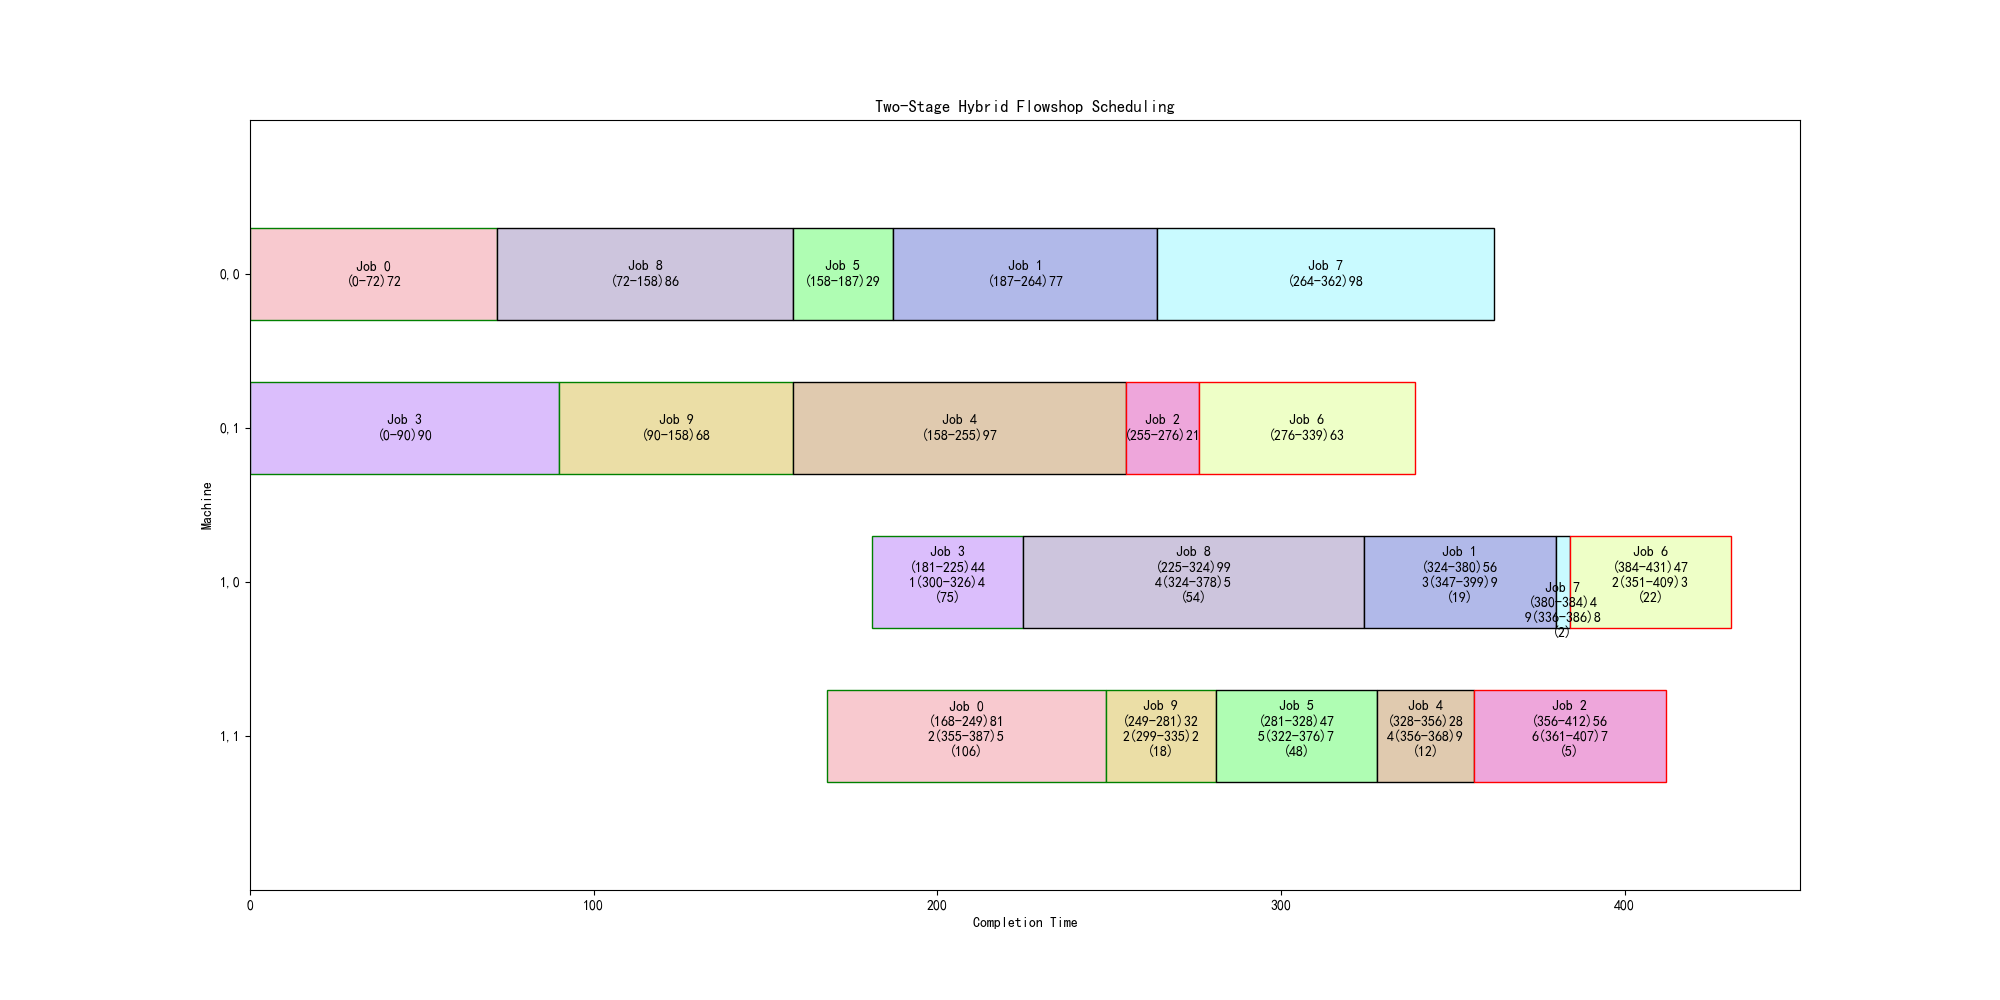 Two-Stage Hybrid Flowshop Scheduling
0,0
Job 0
(0-72)72
Job 8
(72-158)86
Job 5
(158-187)29
Job 1
(187-264)77
Job 7
(264-362)98
0,1
Job 3
(0-90)90
Job 9
(90-158)68
Job 4
(158-255)97
Job 2
(255-276)21
Job 6
(276-339)63
Machine
1,0
Job 3
(181-225)44
1(300-326)4
(75)
Job 8
(225-324)99
4(324-378)5
(54)
Job 1
(324-380)56
3(347-399)9
(19)
Job 7
(380-384)4
9(336-386)8
(2)
Job 6
(384-431)47
2(351-409)3
(22)
1,1
Job 0
(168-249)81
2(355-387)5
(106)
Job 9
(249-281)32
2(299-335)2
(18)
Job 5
(281-328)47
5(322-376)7
(48)
Job 4
(328-356)28
4(356-368)9
(12)
Job 2
(356-412)56
6(361-407)7
(5)
0
100
200
300
400
Completion Time